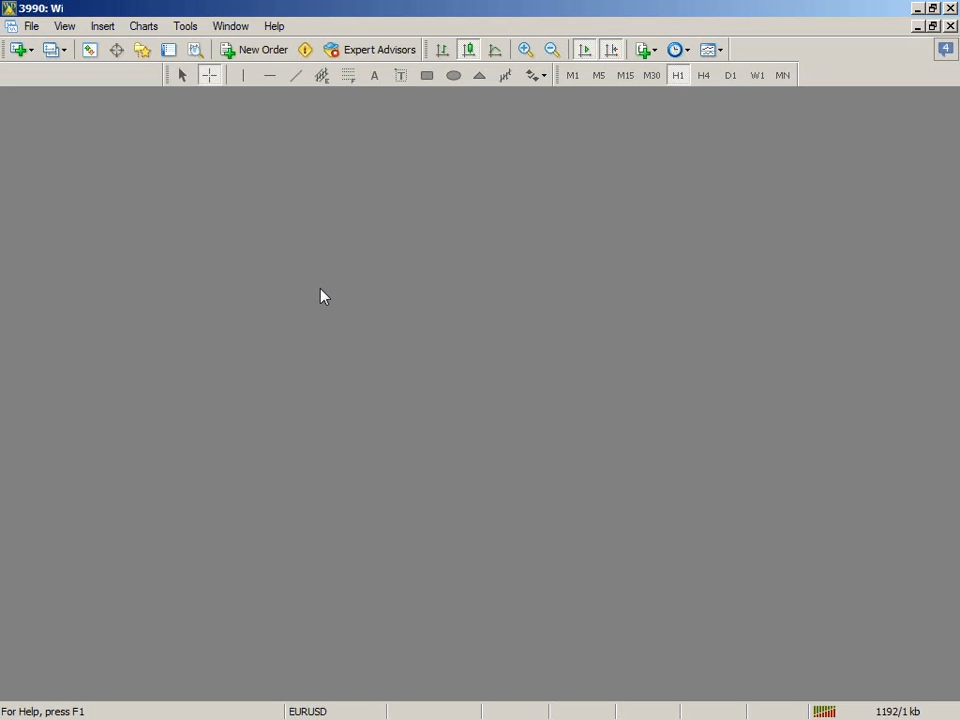 3990: Wi
File View Insert Charts Tools Window Help
New Order Expert Advisors 4
A T M1 M5 M15 M30 H1 H4 D1 W1 MN
For Help, press F1 EURUSD 1192/1 kb